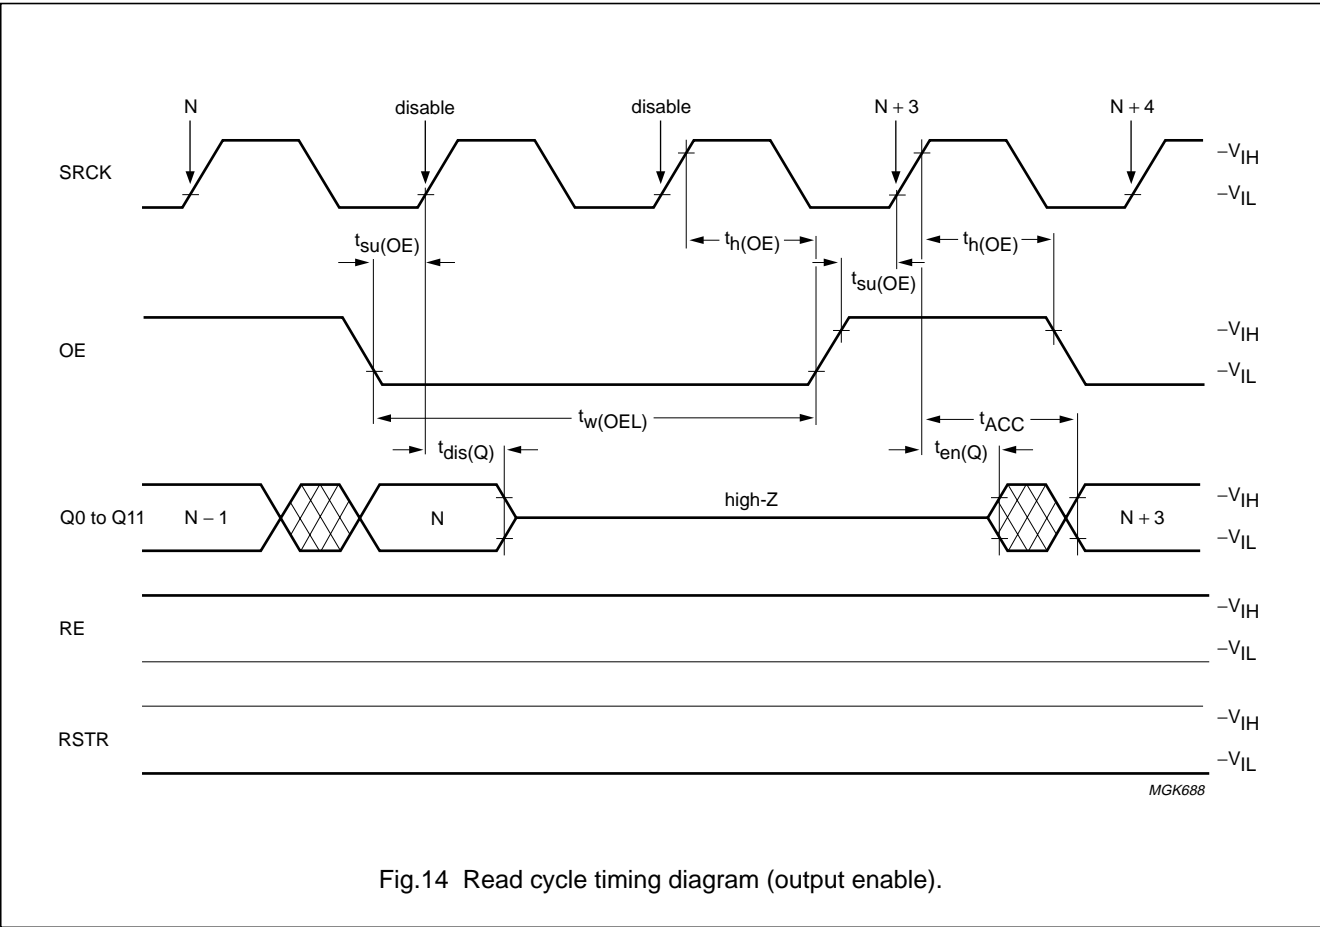 N disable disable N + 3 N + 4
SRCK
–VIH
–VIL
tsu(OE) th(OE) th(OE)
tsu(OE)
OE
–VIH
–VIL
tw(OEL) tACC
tdis(Q) ten(Q)
Q0 to Q11 N – 1 N high-Z N + 3
–VIH
–VIL
RE
–VIH
–VIL
RSTR
–VIH
–VIL
MGK688
Fig.14 Read cycle timing diagram (output enable).